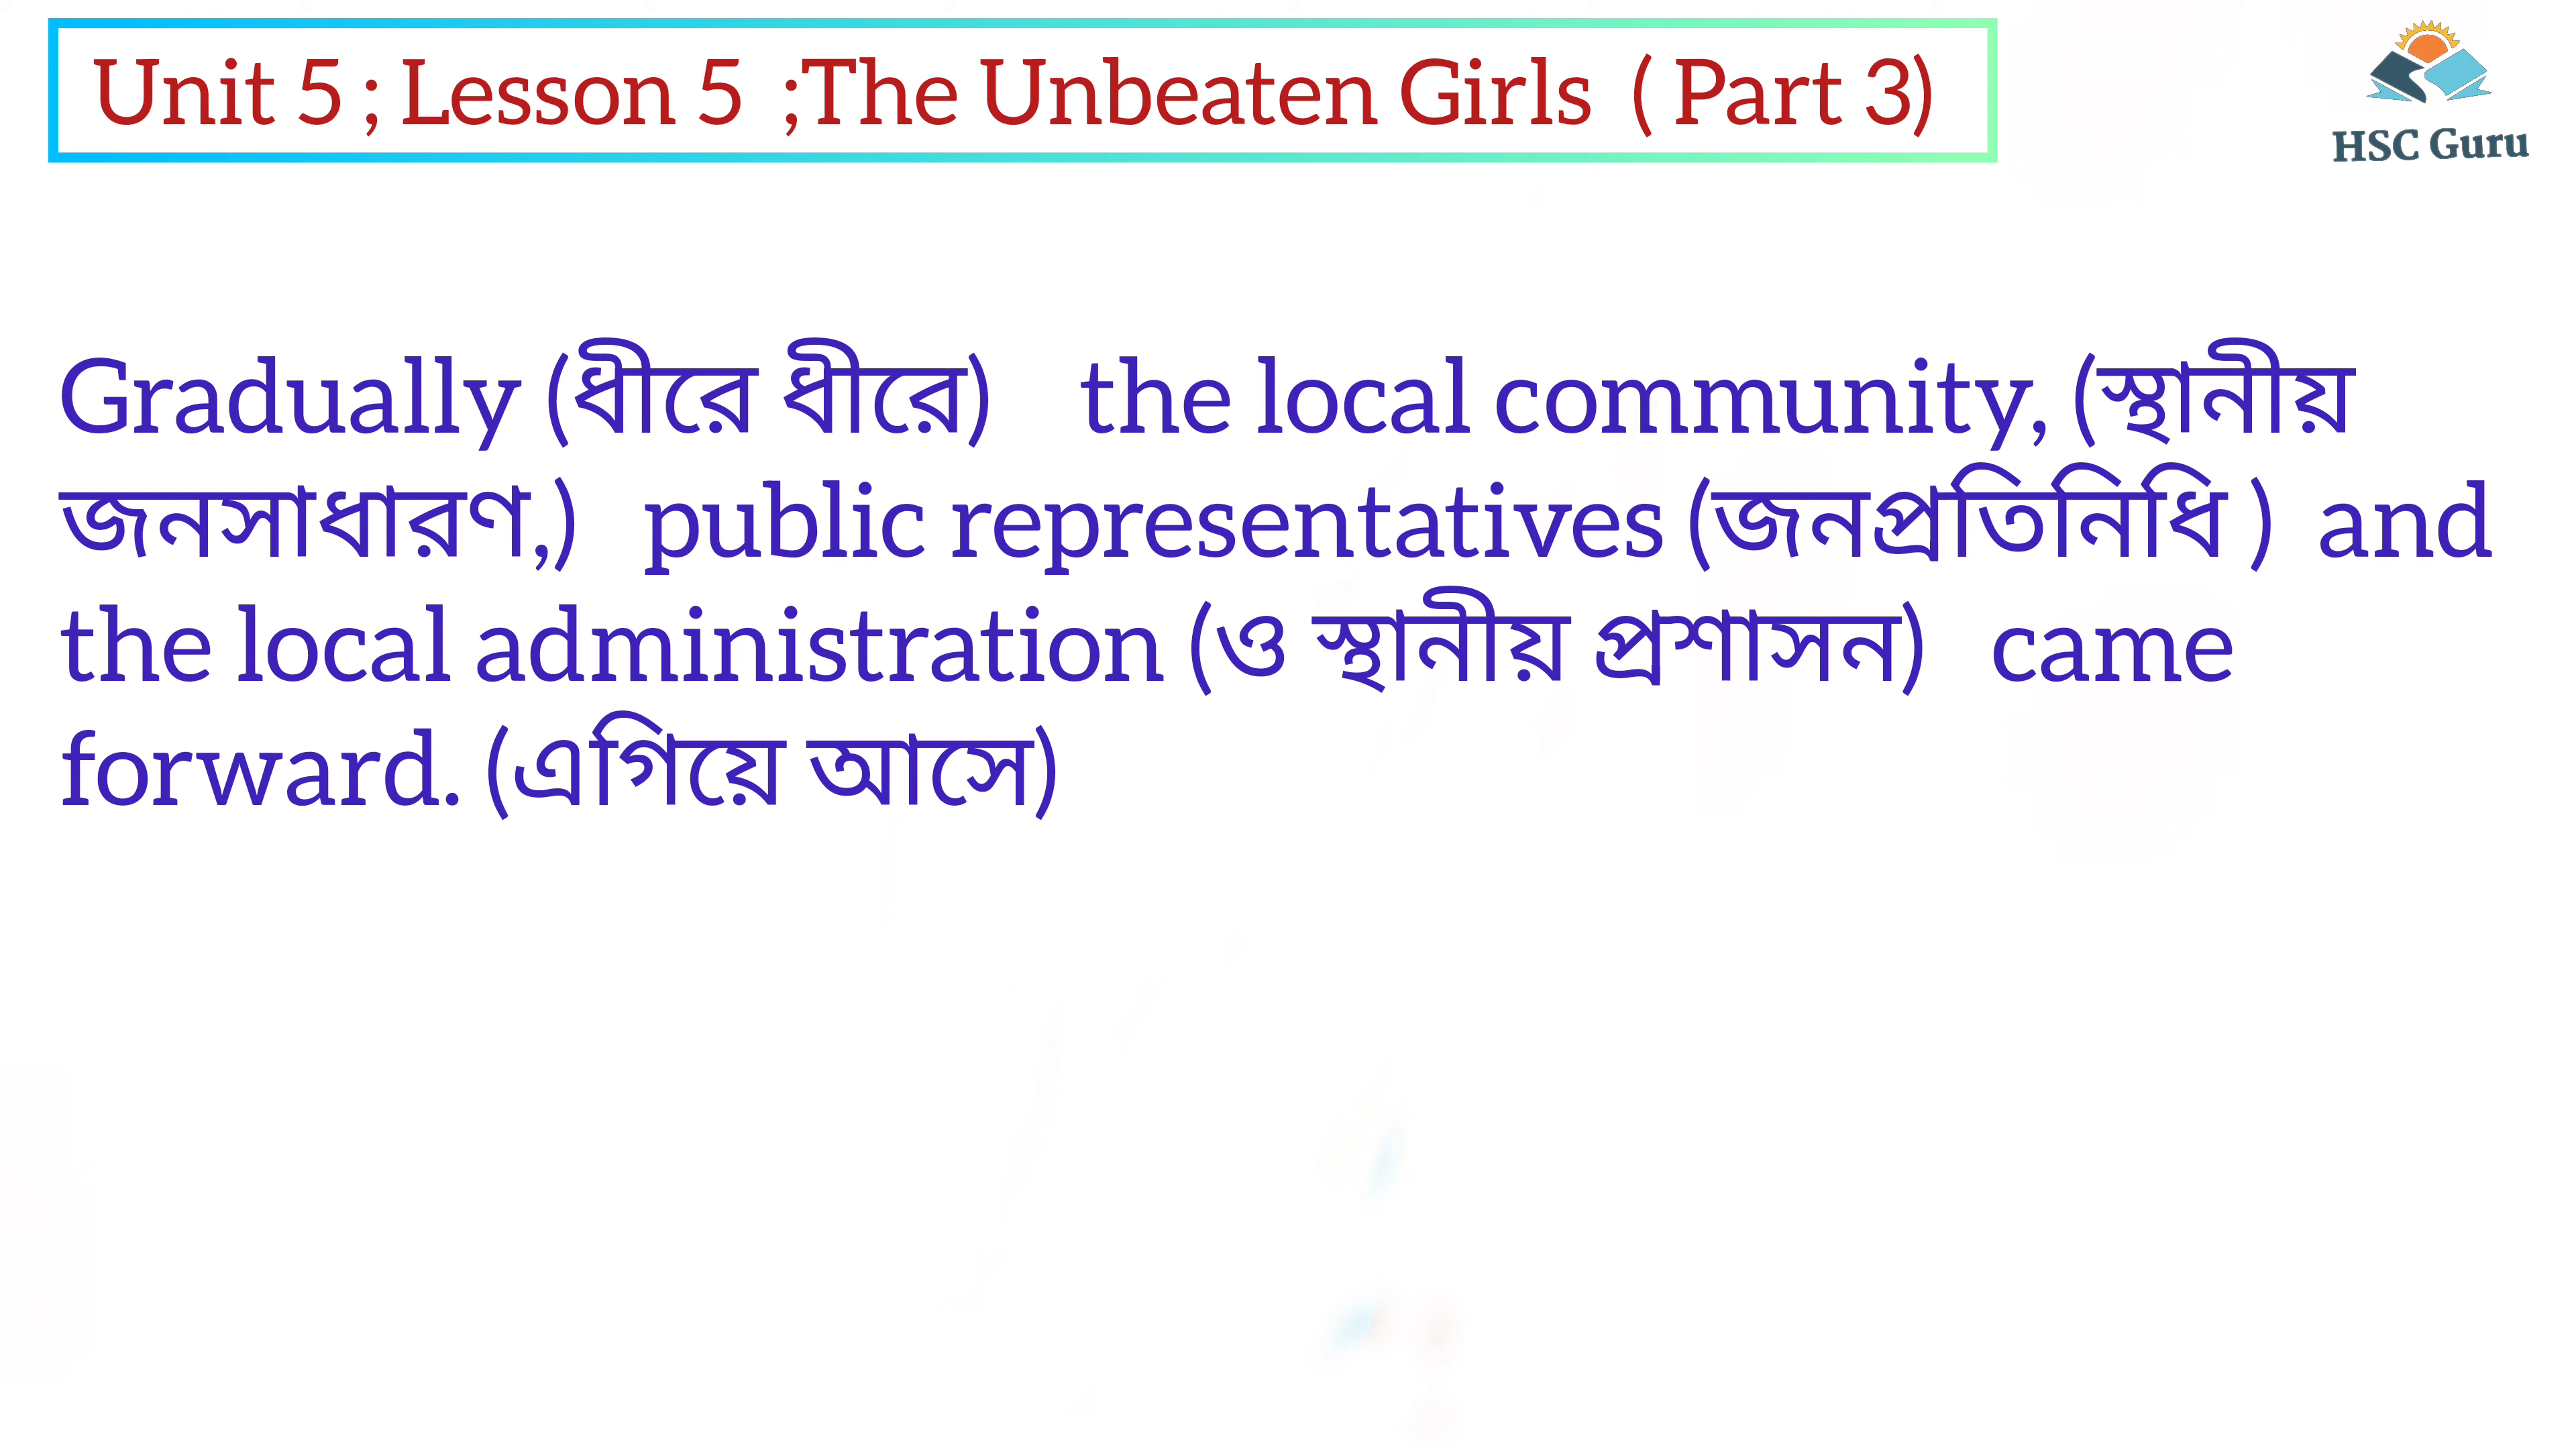 Unit 5 ; Lesson 5 ;The Unbeaten Girls ( Part 3)
HSC Guru
Gradually (ধীরে ধীরে) the local community, (স্থানীয়
জনসাধারণ,) public representatives (জনপ্রতিনিধি ) and
the local administration (ও স্থানীয় প্রশাসন) came
forward. (এগিয়ে আসে)